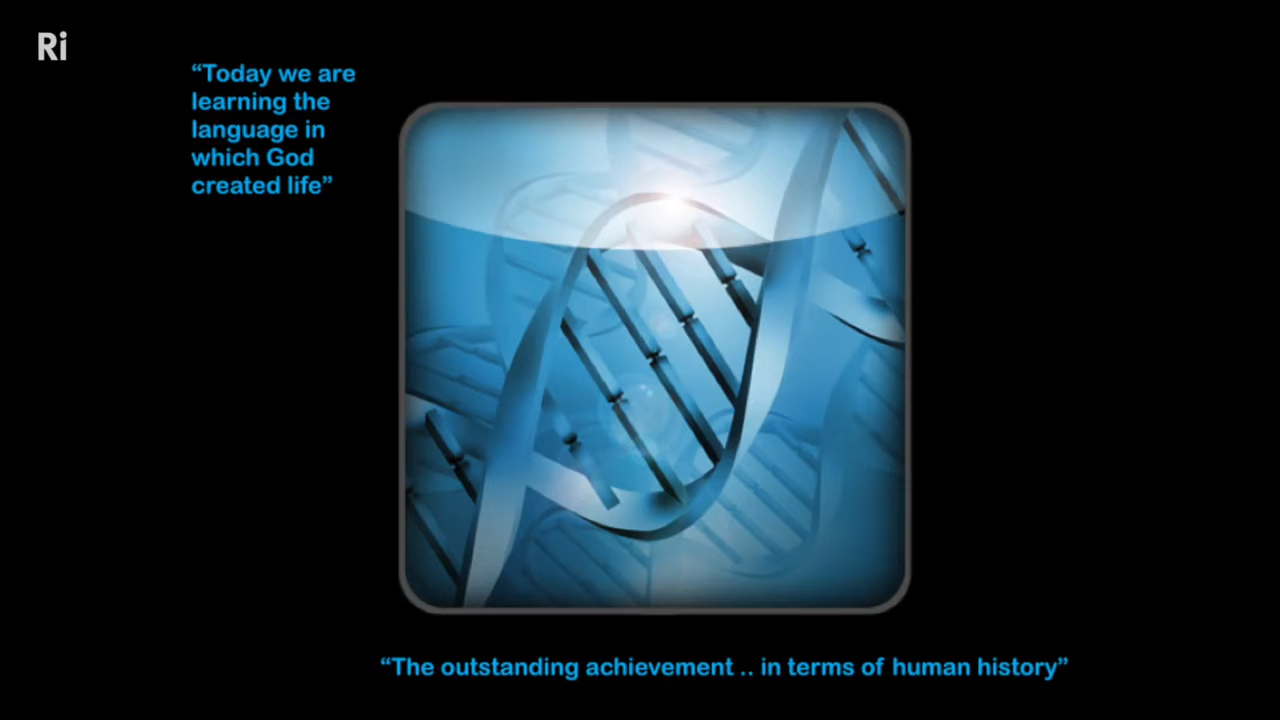 Ri
“Today we are
learning the
language in
which God
created life”
“The outstanding achievement .. in terms of human history”